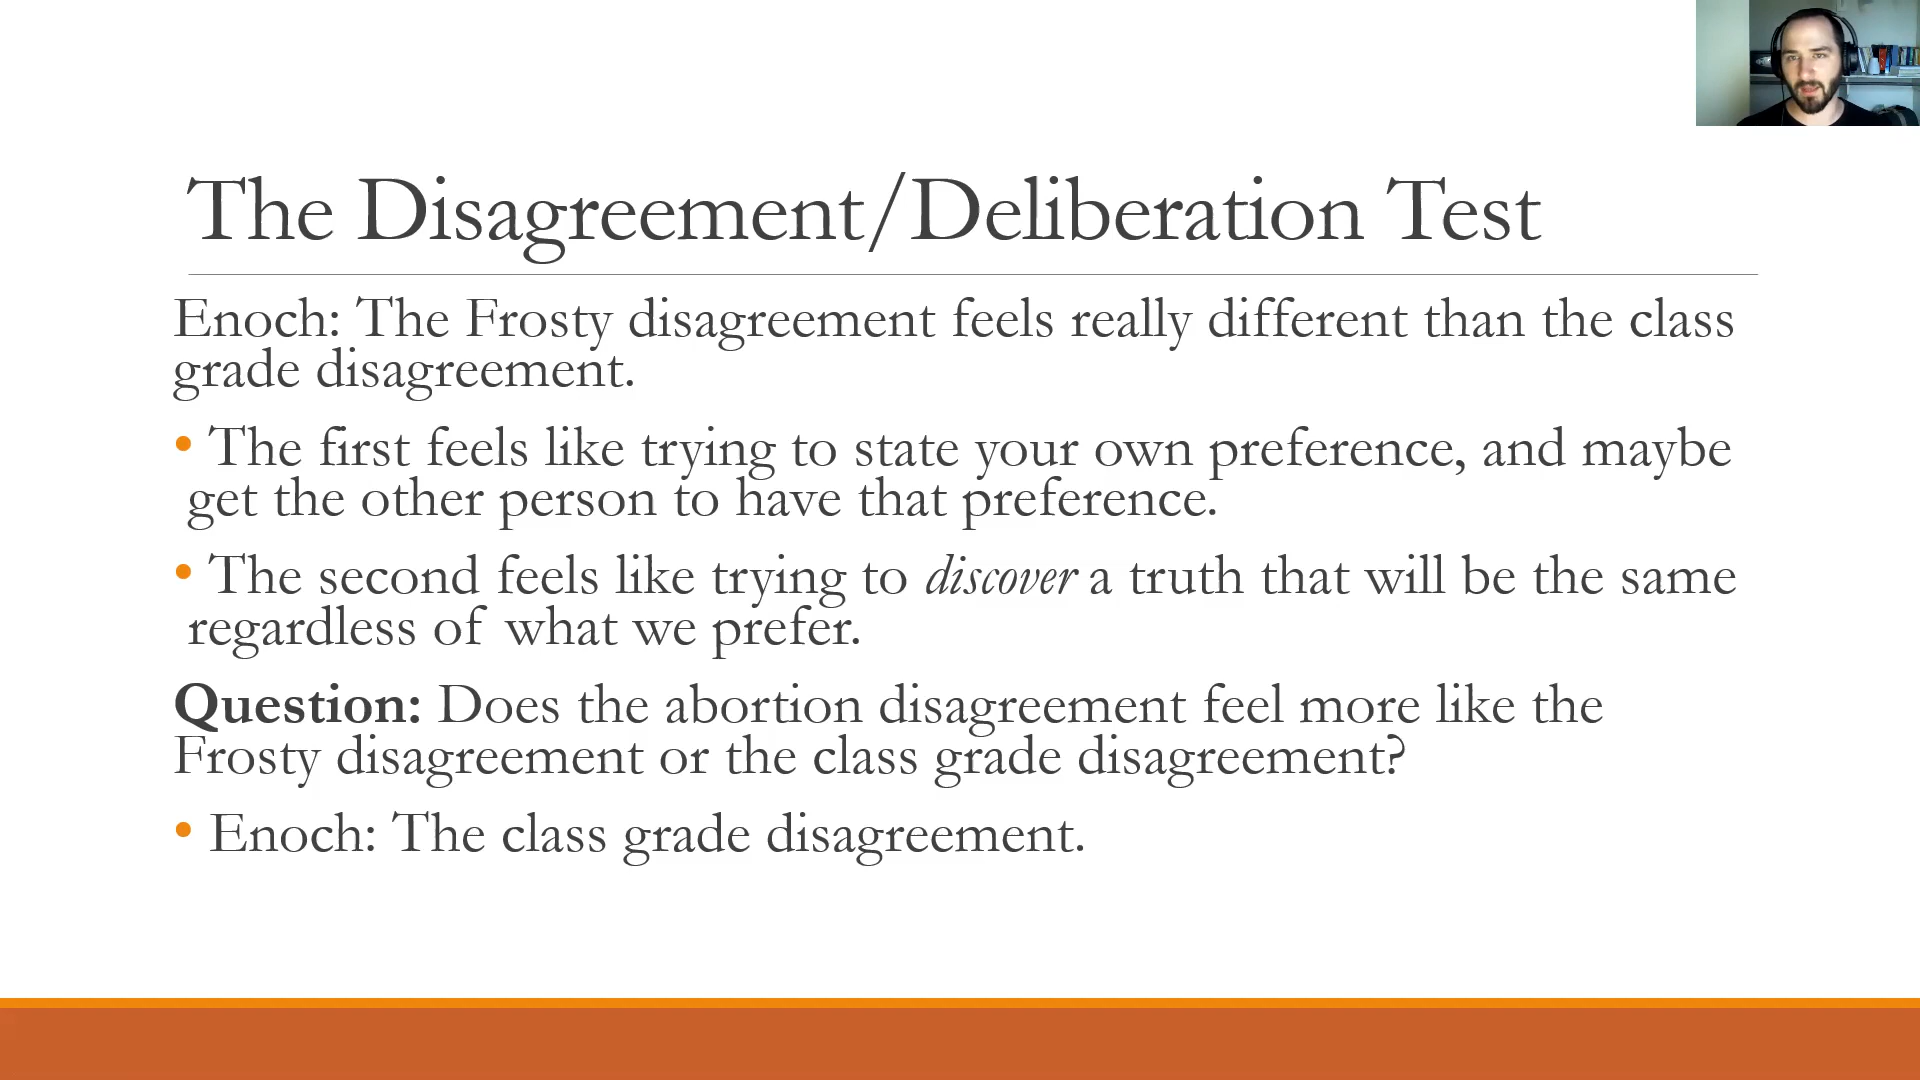 The Disagreement/Deliberation Test
Enoch: The Frosty disagreement feels really different than the class
grade disagreement.
• The first feels like trying to state your own preference, and maybe
get the other person to have that preference.
• The second feels like trying to discover a truth that will be the same
regardless of what we prefer.
Question: Does the abortion disagreement feel more like the
Frosty disagreement or the class grade disagreement?
• Enoch: The class grade disagreement.